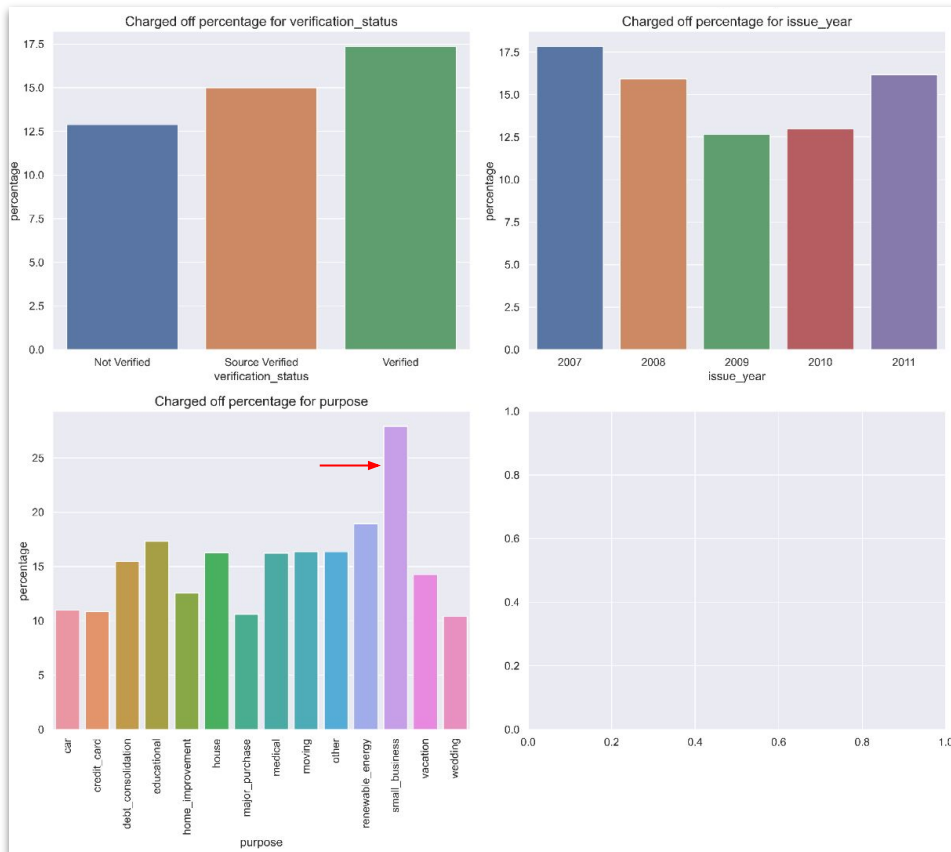 Charged off percentage for verification_status
17.5
15.0
12.5
10.0
7.5
5.0
2.5
0.0
percentage
Not Verified Source Verified Verified
verification_status
Charged off percentage for issue_year
17.5
15.0
12.5
10.0
7.5
5.0
2.5
0.0
percentage
2007 2008 2009 2010 2011
issue_year
Charged off percentage for purpose
25
20
15
10
5
0
percentage
car
credit_card
debt_consolidation
educational
home_improvement
house
major_purchase
medical
moving
other
renewable_energy
small_business
vacation
wedding
purpose
1.0
0.8
0.6
0.4
0.2
0.0
0.0 0.2 0.4 0.6 0.8 1.0